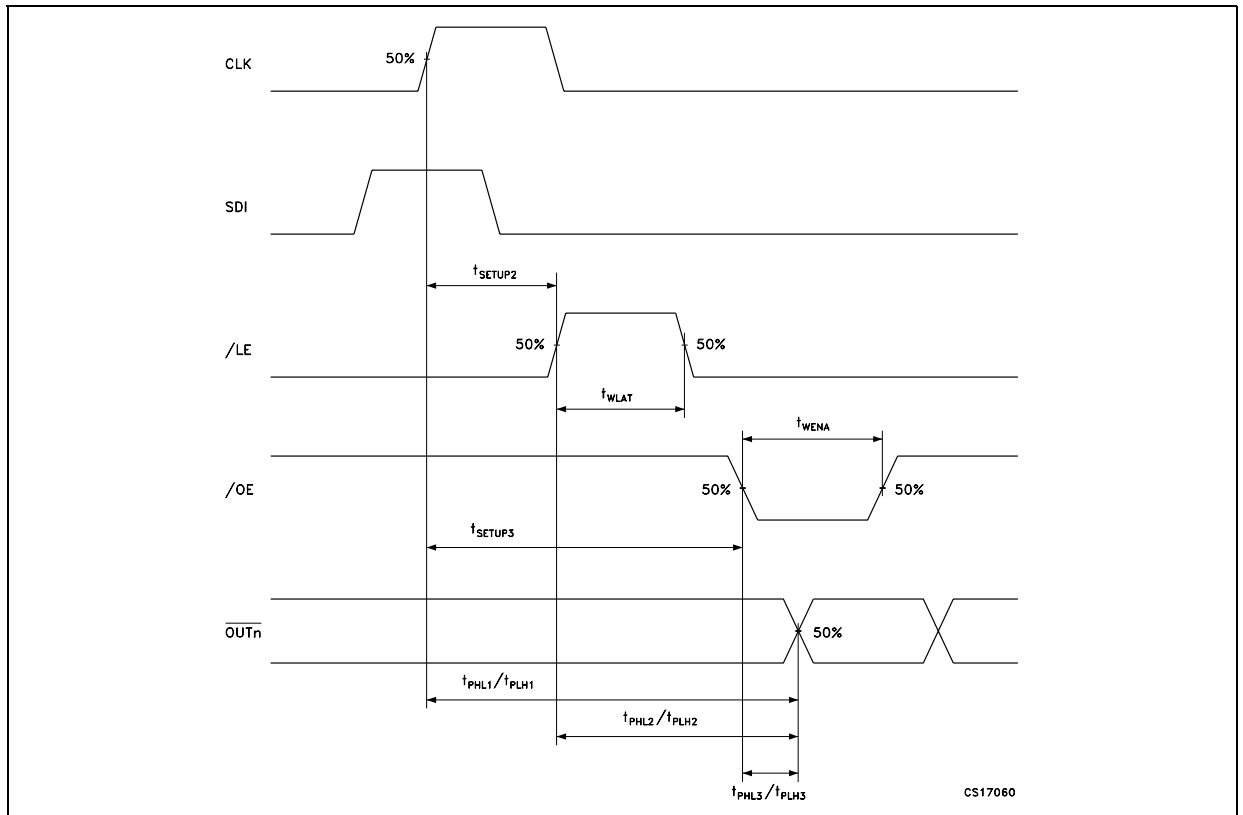 CLK
50%
SDI
tSETUP2
/LE
50%
50%
tWLAT
tWENA
/OE
50%
50%
tSETUP3
OUTn
50%
tPHL1/tPLH1
tPHL2/tPLH2
tPHL3/tPLH3
CS17060